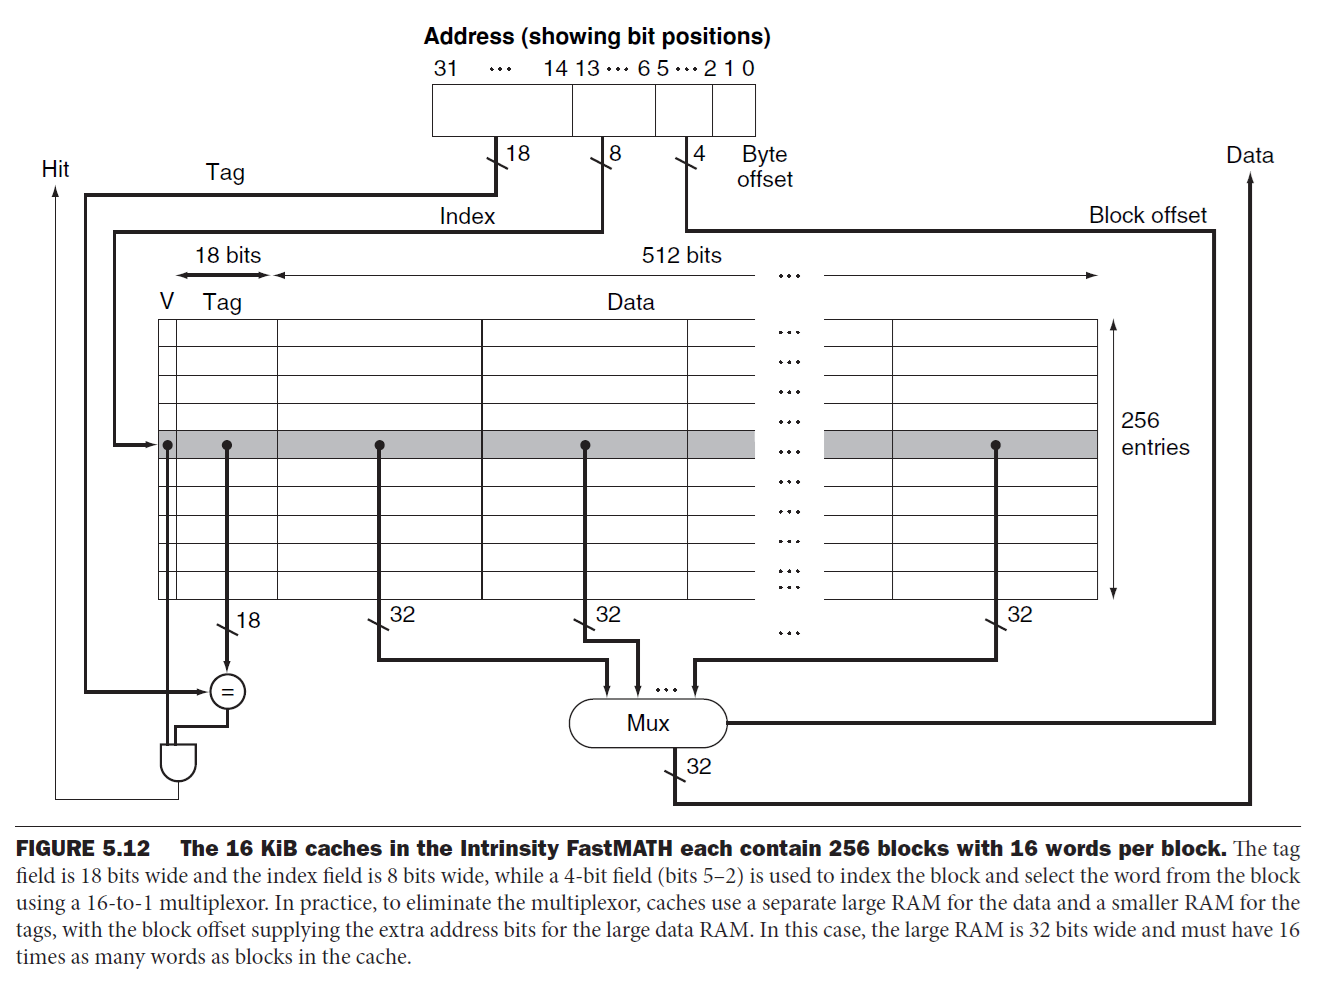 Address (showing bit positions)
31 ... 14 13 ... 6 5 ... 2 1 0
18 8 4 Byte
offset
Hit
Tag
Data
Index
Block offset
18 bits
512 bits
...
V Tag Data
...
...
...
...
...
...
...
...
...
...
256
entries
18 32 32 ... 32
=
...
Mux
32
FIGURE 5.12 The 16 KiB caches in the Intrinsity FastMATH each contain 256 blocks with 16 words per block. The tag
field is 18 bits wide and the index field is 8 bits wide, while a 4-bit field (bits 5–2) is used to index the block and select the word from the block
using a 16-to-1 multiplexor. In practice, to eliminate the multiplexor, caches use a separate large RAM for the data and a smaller RAM for the
tags, with the block offset supplying the extra address bits for the large data RAM. In this case, the large RAM is 32 bits wide and must have 16
times as many words as blocks in the cache.